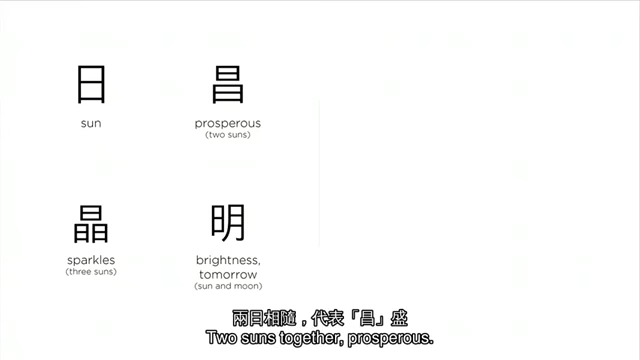 日
sun
昌
prosperous
(two suns)
晶
sparkles
(three suns)
明
brightness,
tomorrow
(sun and moon)
兩日相隨，代表「昌」盛
Two suns together, prosperous.